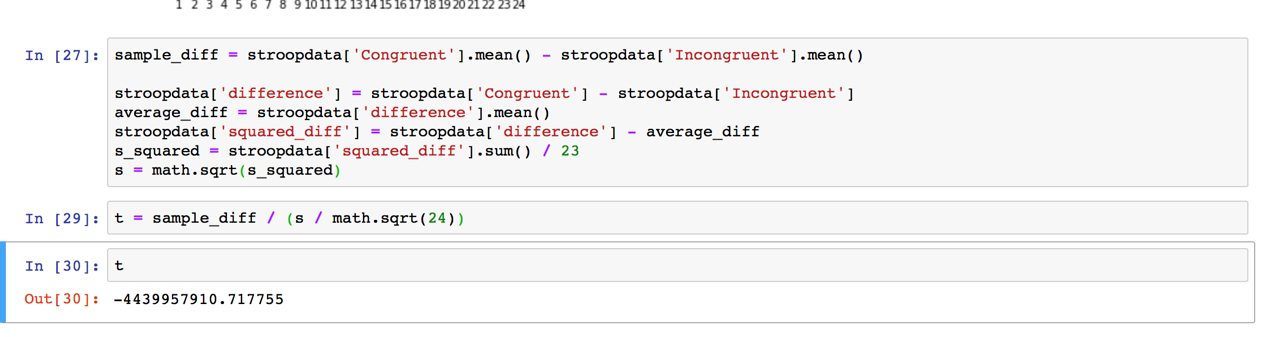 1 2 3 4 5 6 7 8 9 10 11 12 13 14 15 16 17 18 19 20 21 22 23 24
In [27]: sample_diff = stroopdata['Congruent'].mean() - stroopdata['Incongruent'].mean()
stroopdata['difference'] = stroopdata['Congruent'] - stroopdata['Incongruent']
average_diff = stroopdata['difference'].mean()
stroopdata['squared_diff'] = stroopdata['difference'] - average_diff
s_squared = stroopdata['squared_diff'].sum() / 23
s = math.sqrt(s_squared)
In [29]: t = sample_diff / (s / math.sqrt(24))
In [30]: t
Out[30]: -4439957910.717755